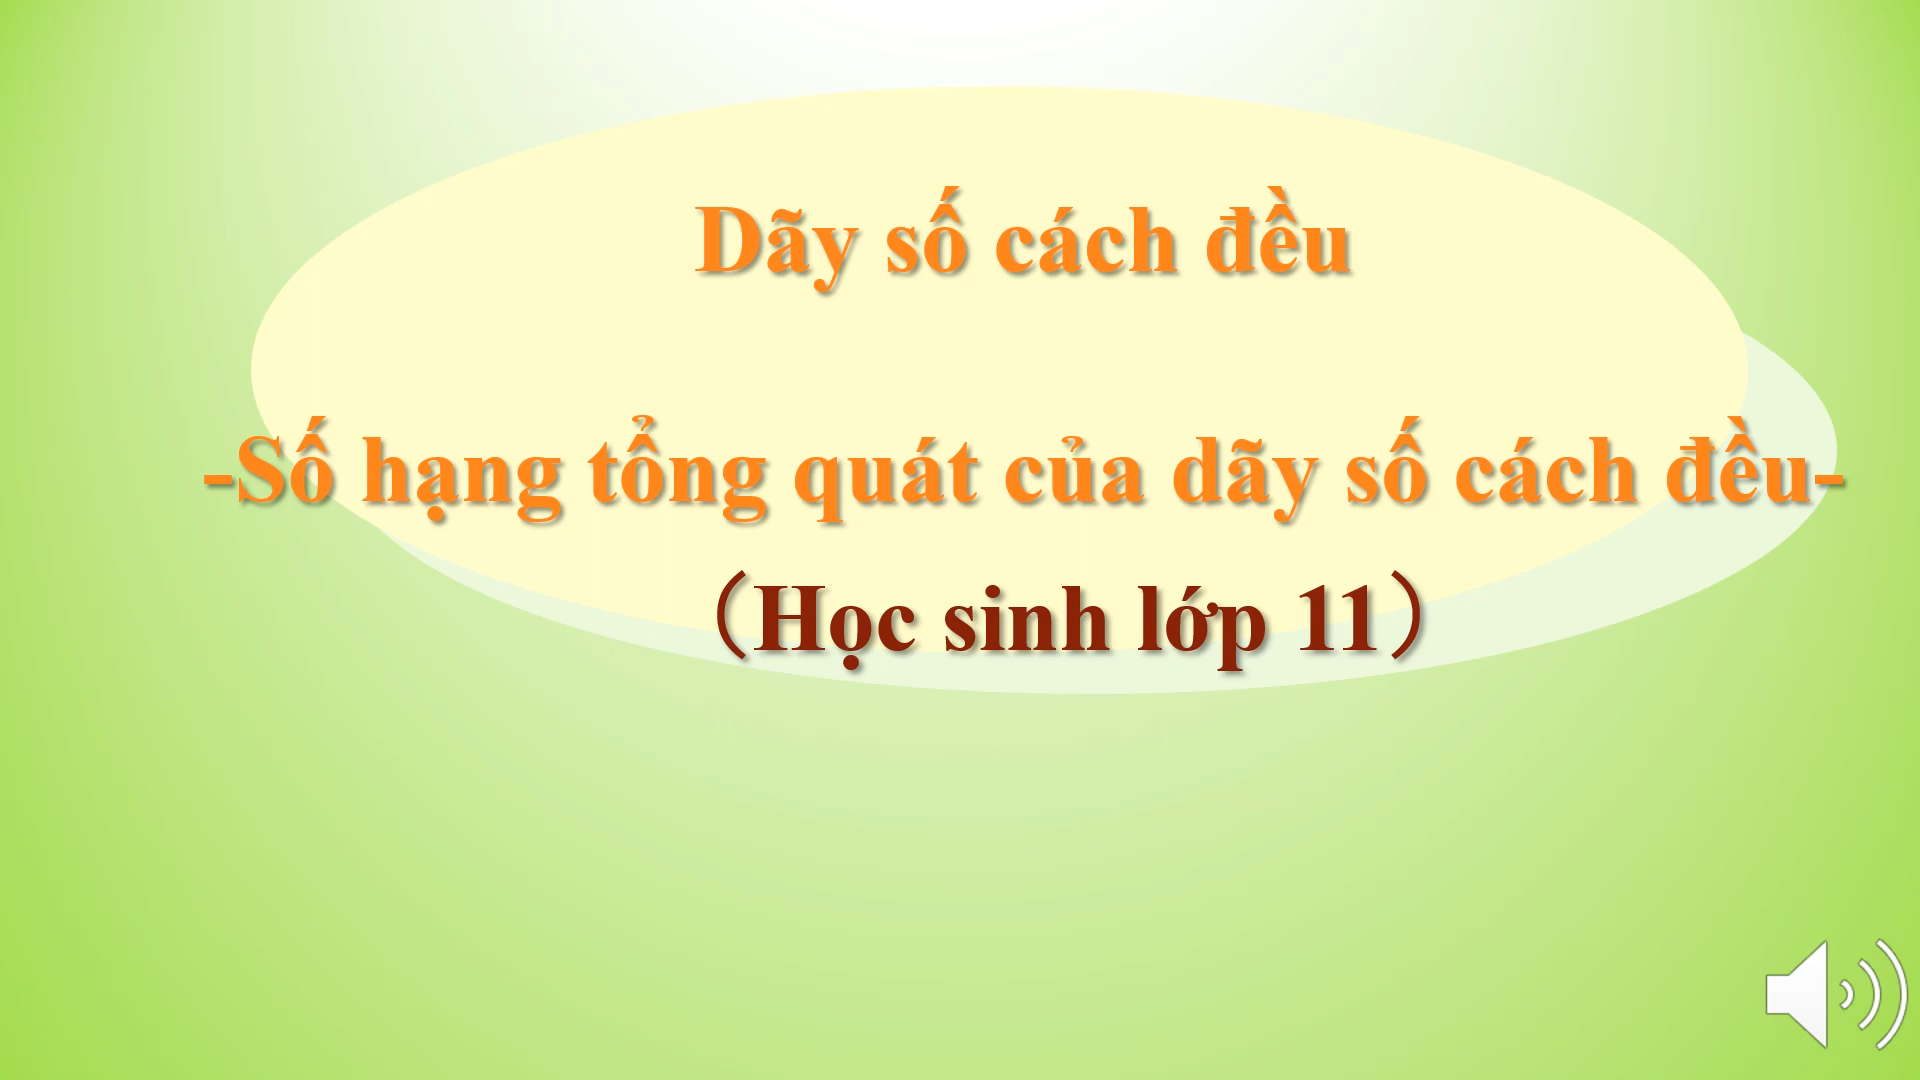 Dãy số cách đều
-Số hạng tổng quát của dãy số cách đều-
（Học sinh lớp 11）